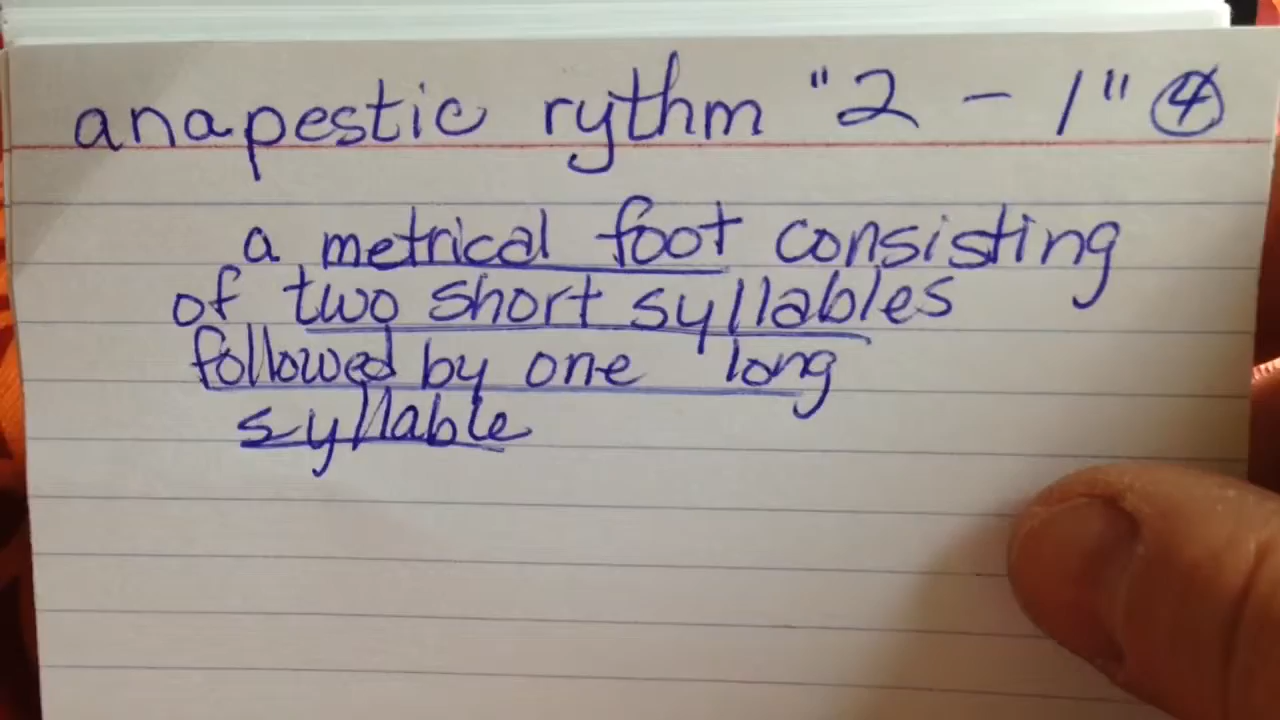 anapestic rythm "2 - 1" ④
a metrical foot consisting
of two short syllables
followed by one long
syllable